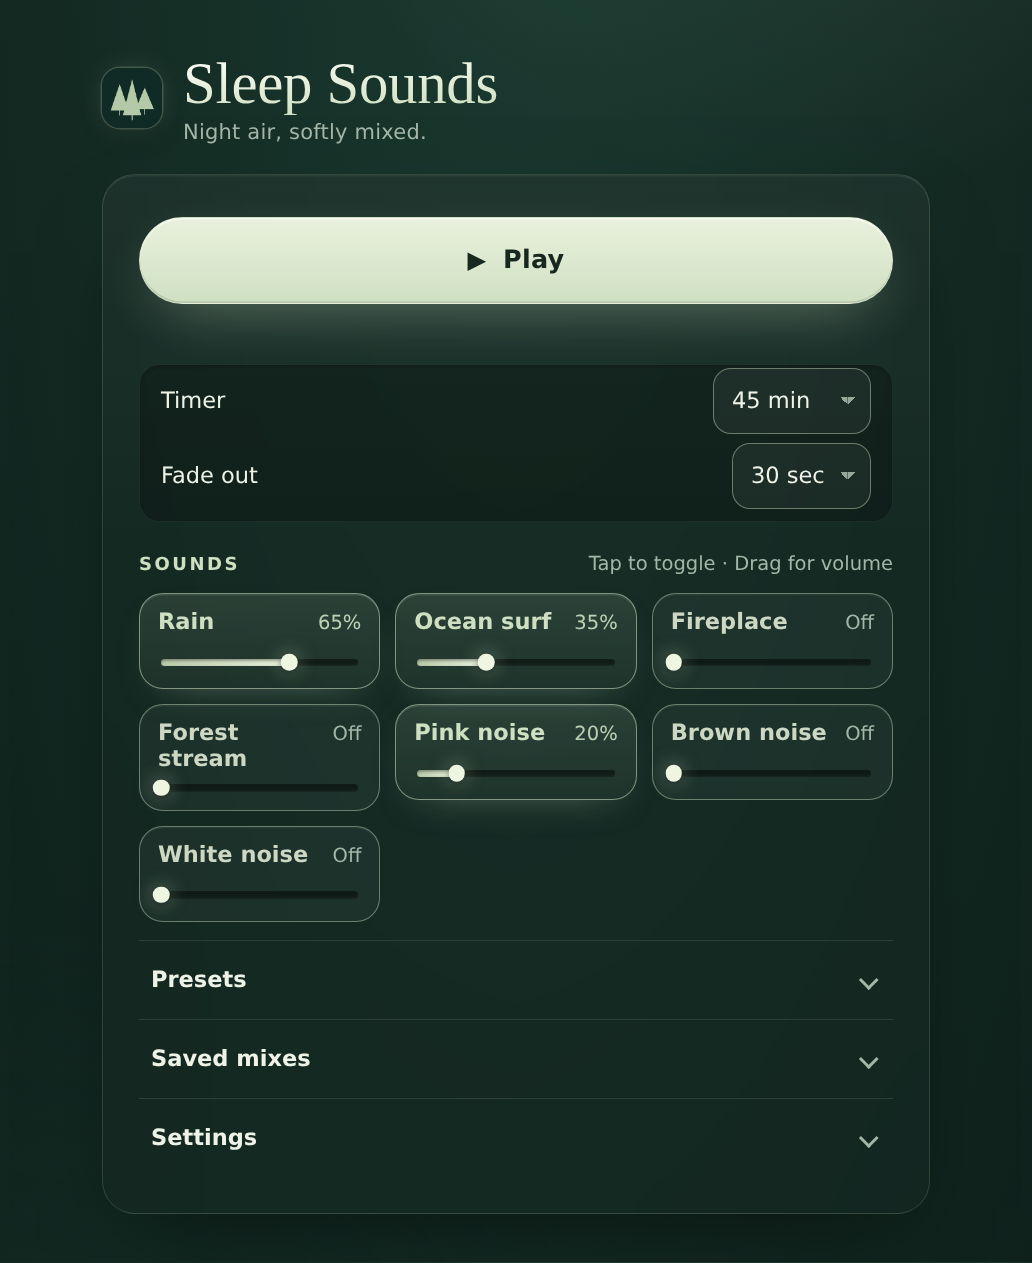 Sleep Sounds
Night air, softly mixed.
▶ Play
Timer 45 min
Fade out 30 sec
SOUNDS Tap to toggle · Drag for volume
Rain 65%
Ocean surf 35%
Fireplace Off
Forest Off
stream
Pink noise 20%
Brown noise Off
White noise Off
Presets
Saved mixes
Settings